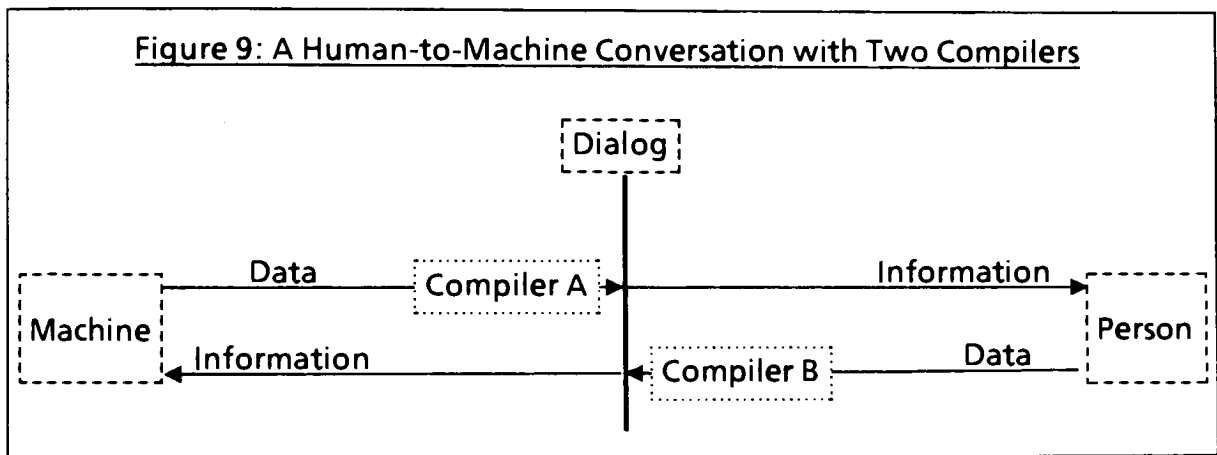 Figure 9: A Human-to-Machine Conversation with Two Compilers
Dialog
Data
Compiler A
Information
Machine
Person
Information
Compiler B
Data